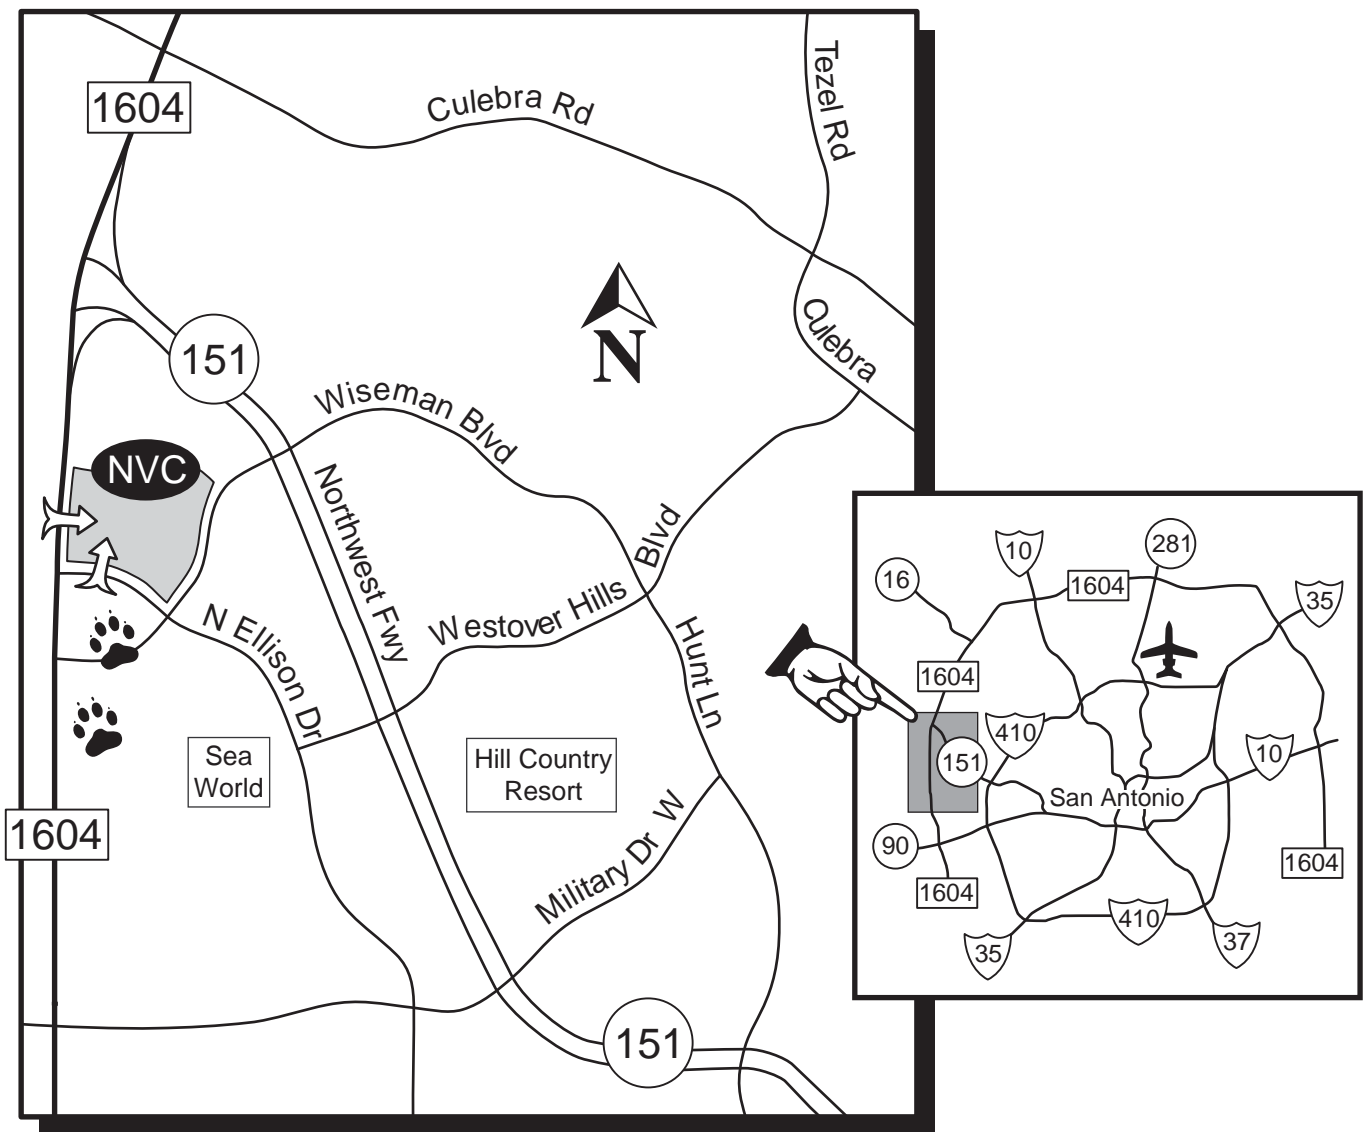 1604
Culebra Rd
Tezel Rd
151
N
Culebra
Wiseman Blvd
NVC
Northwest Fwy
Westover Hills Blvd
N Ellison Dr
Hunt Ln
Sea
World
Hill Country
Resort
Military Dr W
1604
151
10
281
16
1604
35
1604
410
151
10
San Antonio
90
1604
1604
410
35
37